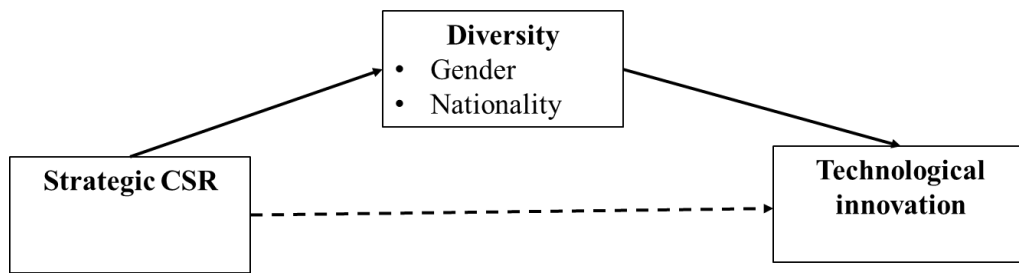 Diversity
• Gender
• Nationality
Strategic CSR
Technological
innovation